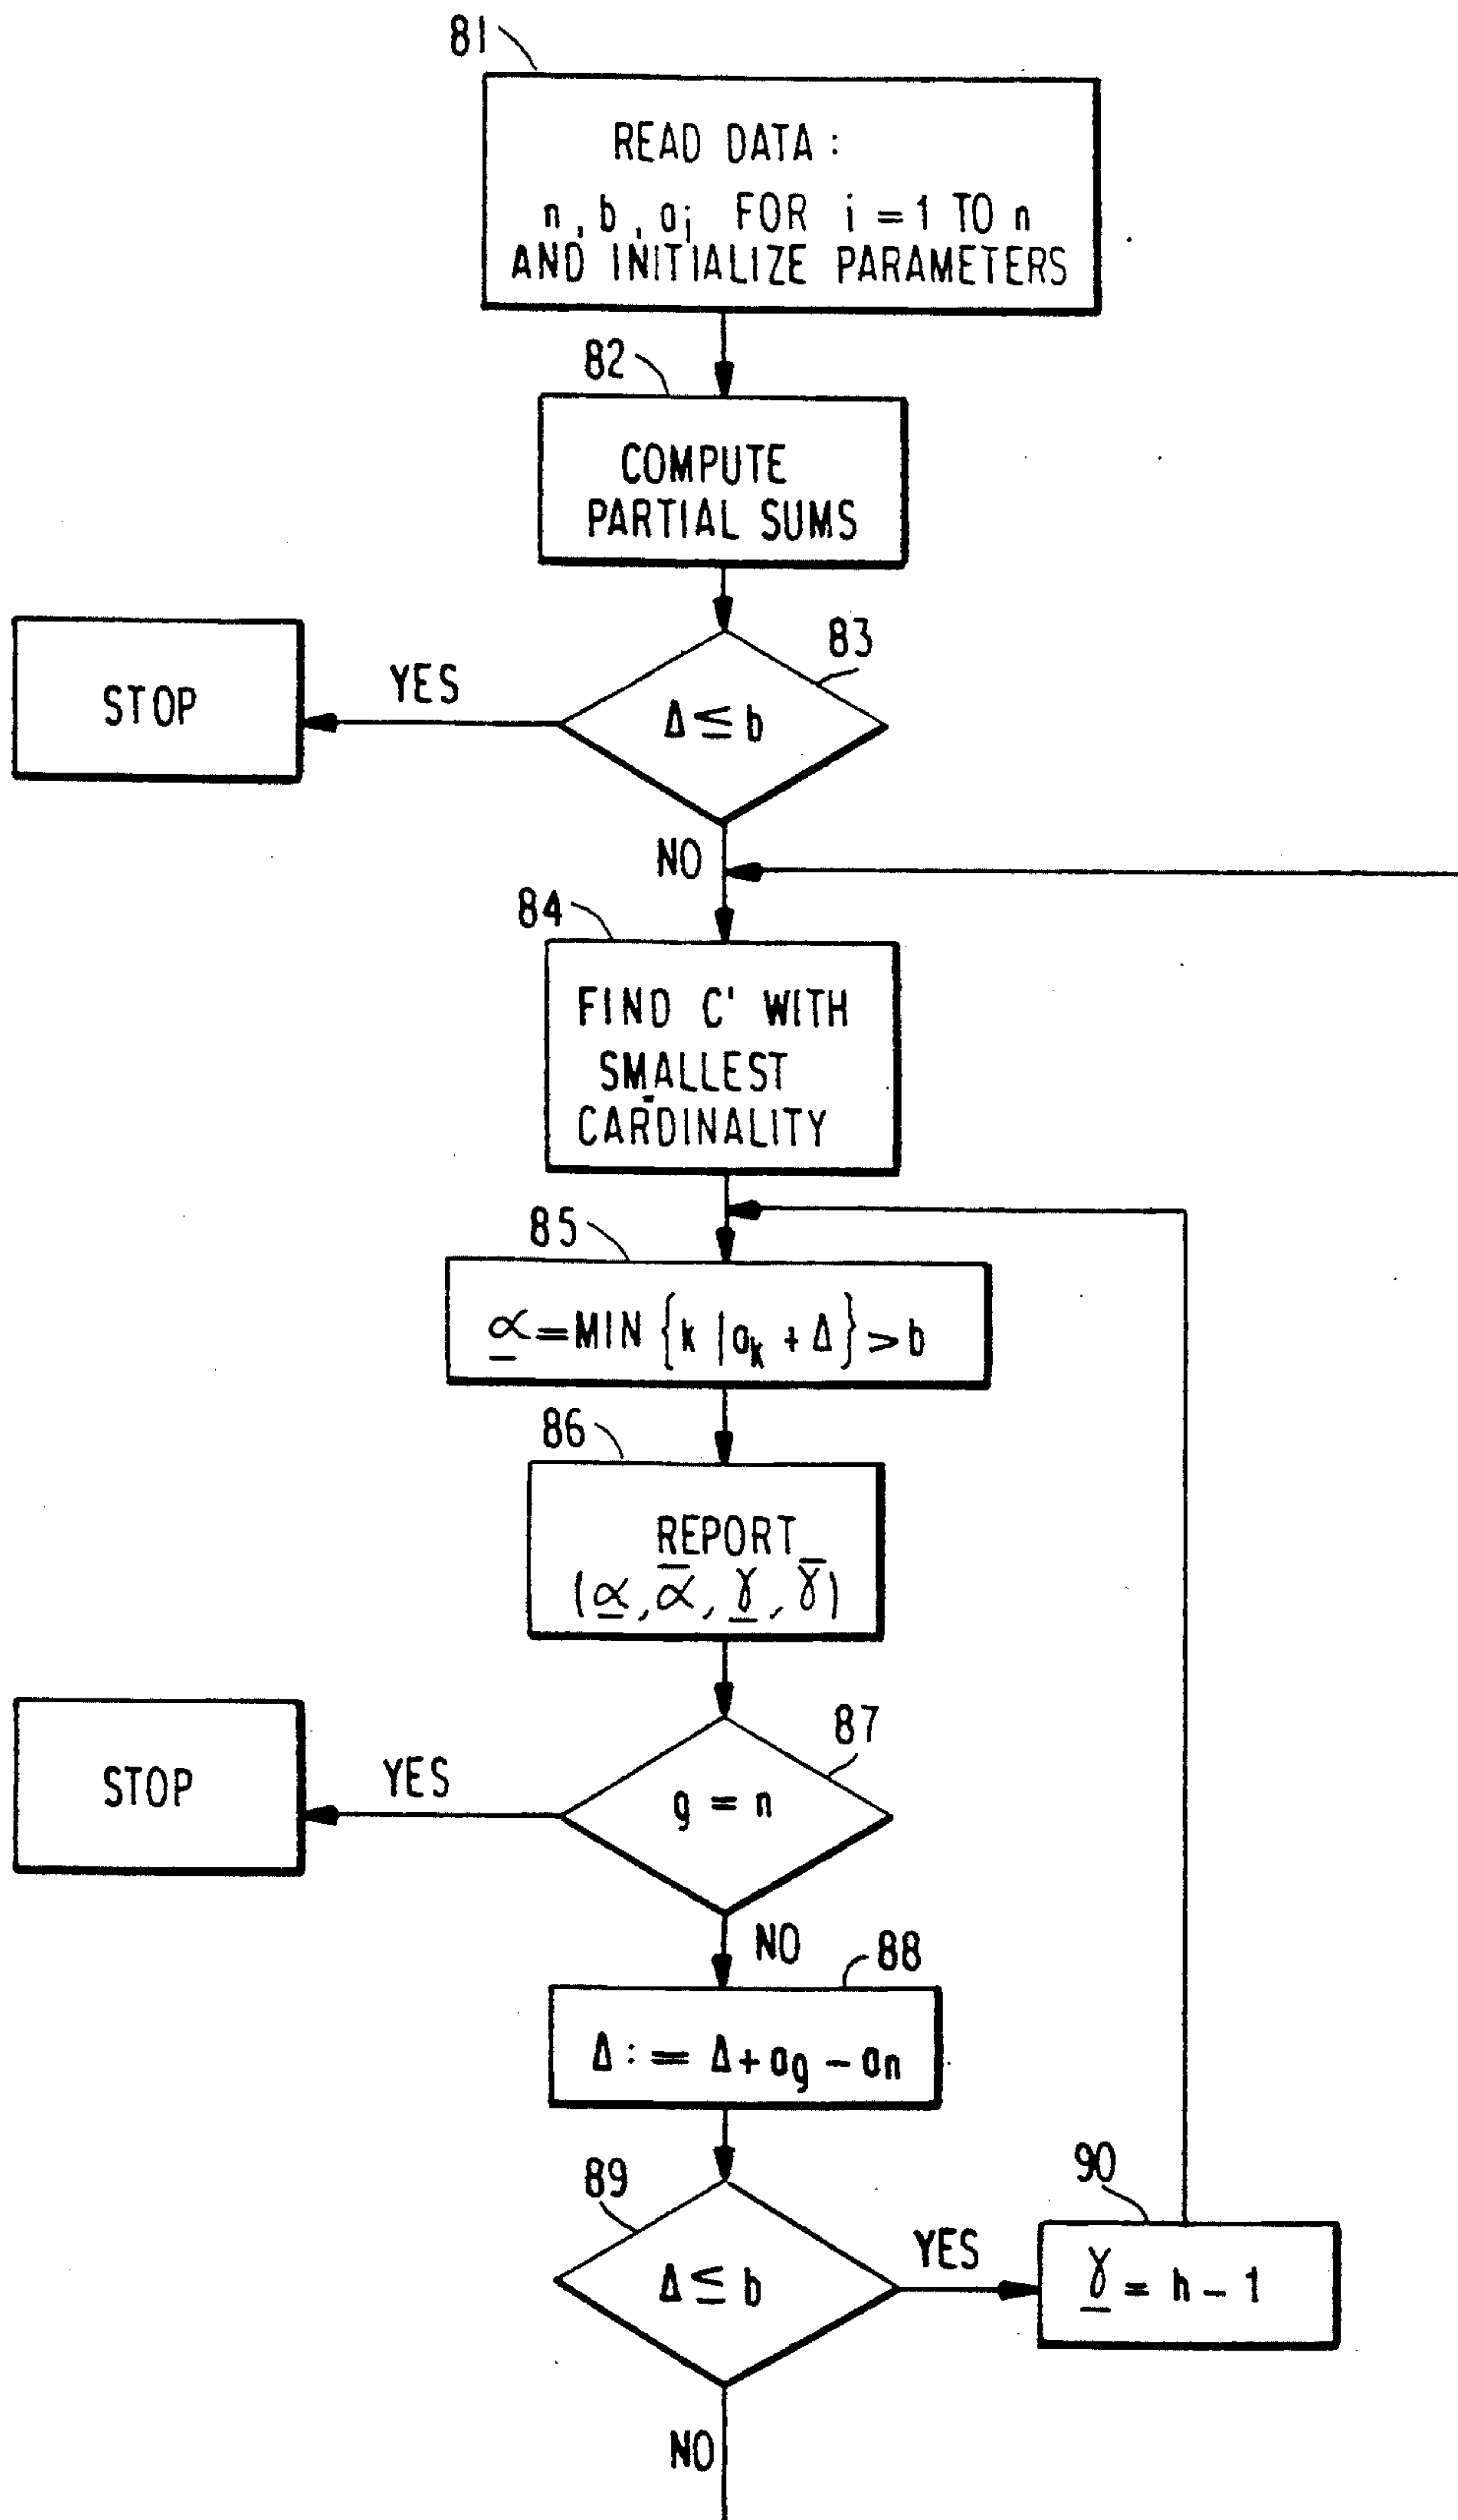 81
READ DATA :
n, b, ai FOR i = 1 TO n
AND INITIALIZE PARAMETERS
82
COMPUTE
PARTIAL SUMS
83
Δ ≤ b
YES
STOP
NO
84
FIND C' WITH
SMALLEST
CARDINALITY
85
α̲ = MIN {k | ak + Δ} > b
86
REPORT
(α̲, α̅, γ̲, γ̅)
87
g = n
YES
STOP
NO
88
Δ : = Δ + ag − an
89
Δ ≤ b
YES
90
γ̲ = h − 1
NO